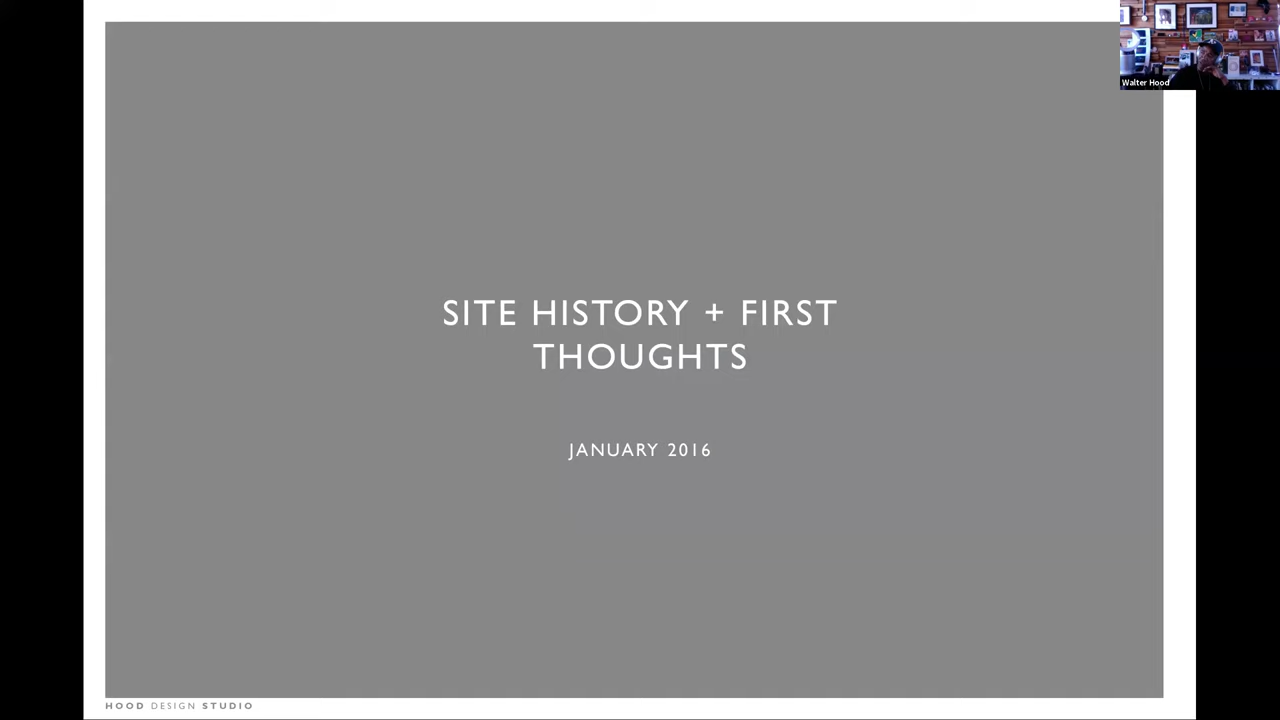 Walter Hood
SITE HISTORY + FIRST
THOUGHTS
JANUARY 2016
HOOD DESIGN STUDIO